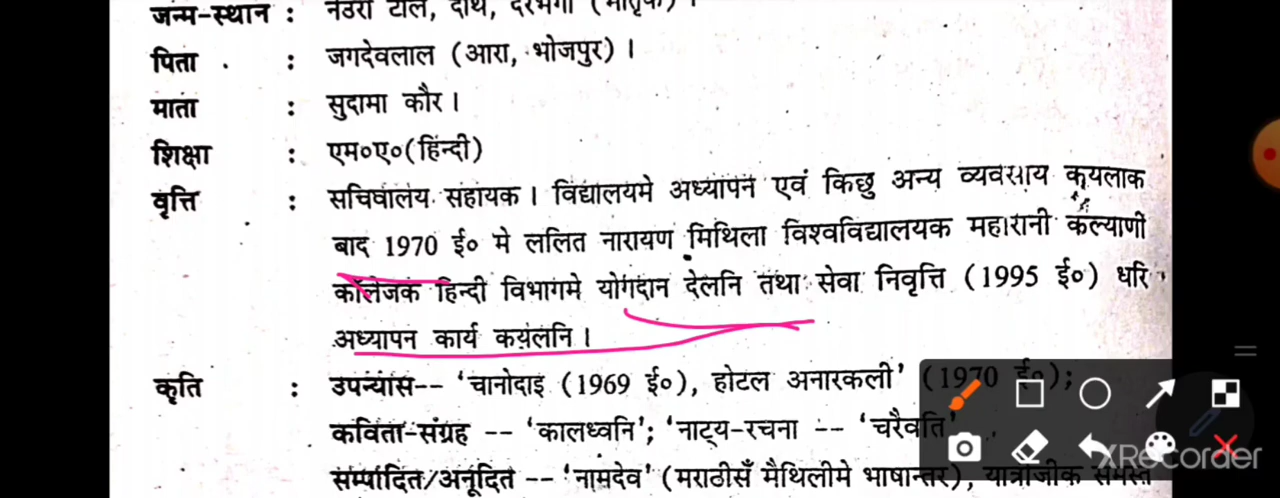 जन्म-स्थान :
पिता : जगदेवलाल (आरा, भोजपुर) ।
माता : सुदामा कौर ।
शिक्षा : एम०ए०(हिंन्दी)
वृत्ति : सचिवालय सहायक । विद्यालयमे अध्यापन एवं किछु अन्य व्यवसाय कयलाक
बाद 1970 ई० मे ललित नारायण मिथिला विश्वविद्यालयक महारानी कल्याणी
कॉलेजक हिन्दी विभागमे योगदान देलनि तथा सेवा निवृत्ति (1995 ई०) धरि
अध्यापन कार्य कयलनि ।
कृति : उपन्यास-- ‘चानोदाइ (1969 ई०), होटल अनारकली’ (1970 ई०);
कविता-संग्रह -- ‘कालध्वनि’; ‘नाट्य-रचना -- ‘चरैवति’
सम्पादित/अनूदित -- ‘नामदेव’ (मराठीसँ मैथिलीमे भाषान्तर),
XRecorder